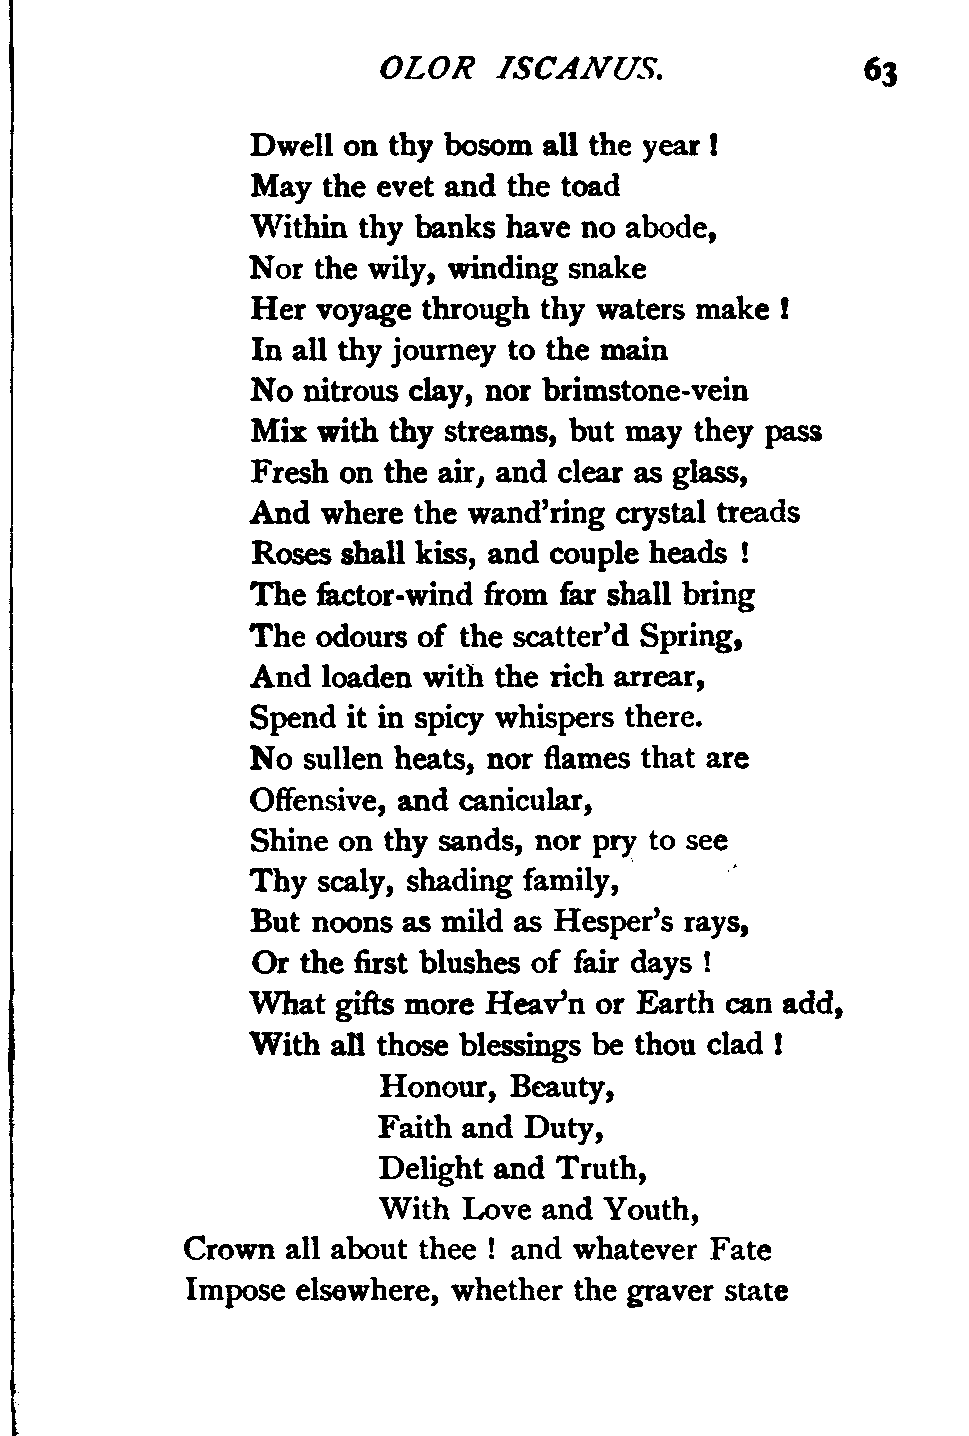 OLOR ISCANUS. 63
Dwell on thy bosom all the year !
May the evet and the toad
Within thy banks have no abode,
Nor the wily, winding snake
Her voyage through thy waters make !
In all thy journey to the main
No nitrous clay, nor brimstone-vein
Mix with thy streams, but may they pass
Fresh on the air, and clear as glass,
And where the wand'ring crystal treads
Roses shall kiss, and couple heads !
The factor-wind from far shall bring
The odours of the scatter'd Spring,
And loaden with the rich arrear,
Spend it in spicy whispers there.
No sullen heats, nor flames that are
Offensive, and canicular,
Shine on thy sands, nor pry to see
Thy scaly, shading family,
But noons as mild as Hesper's rays,
Or the first blushes of fair days !
What gifts more Heav'n or Earth can add,
With all those blessings be thou clad !
Honour, Beauty,
Faith and Duty,
Delight and Truth,
With Love and Youth,
Crown all about thee ! and whatever Fate
Impose elsewhere, whether the graver state